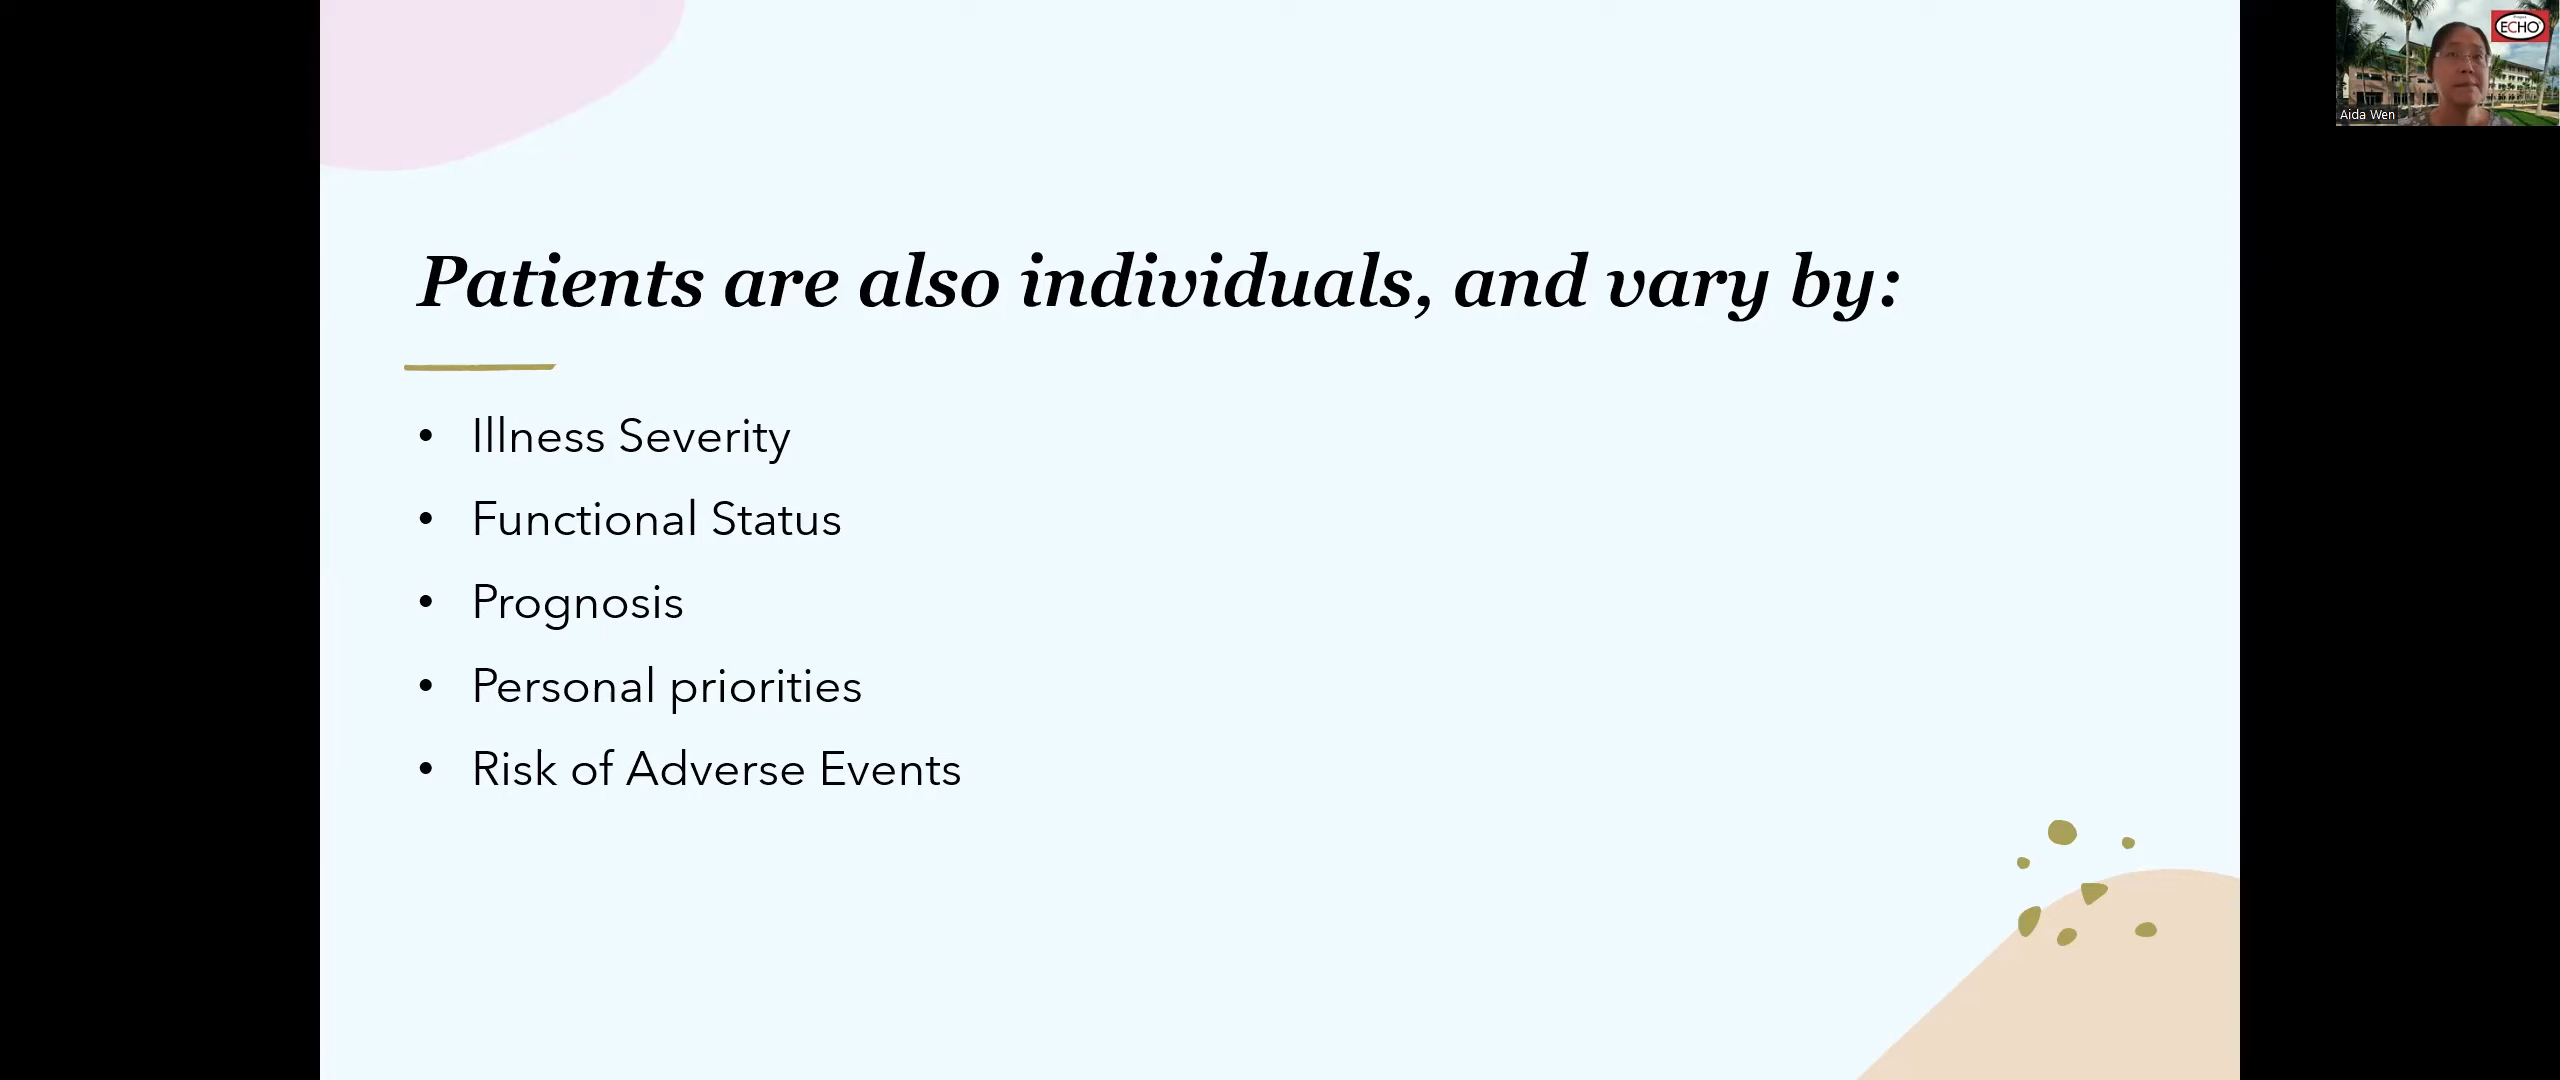 Patients are also individuals, and vary by:
• Illness Severity
• Functional Status
• Prognosis
• Personal priorities
• Risk of Adverse Events
ECHO
Aida Wen